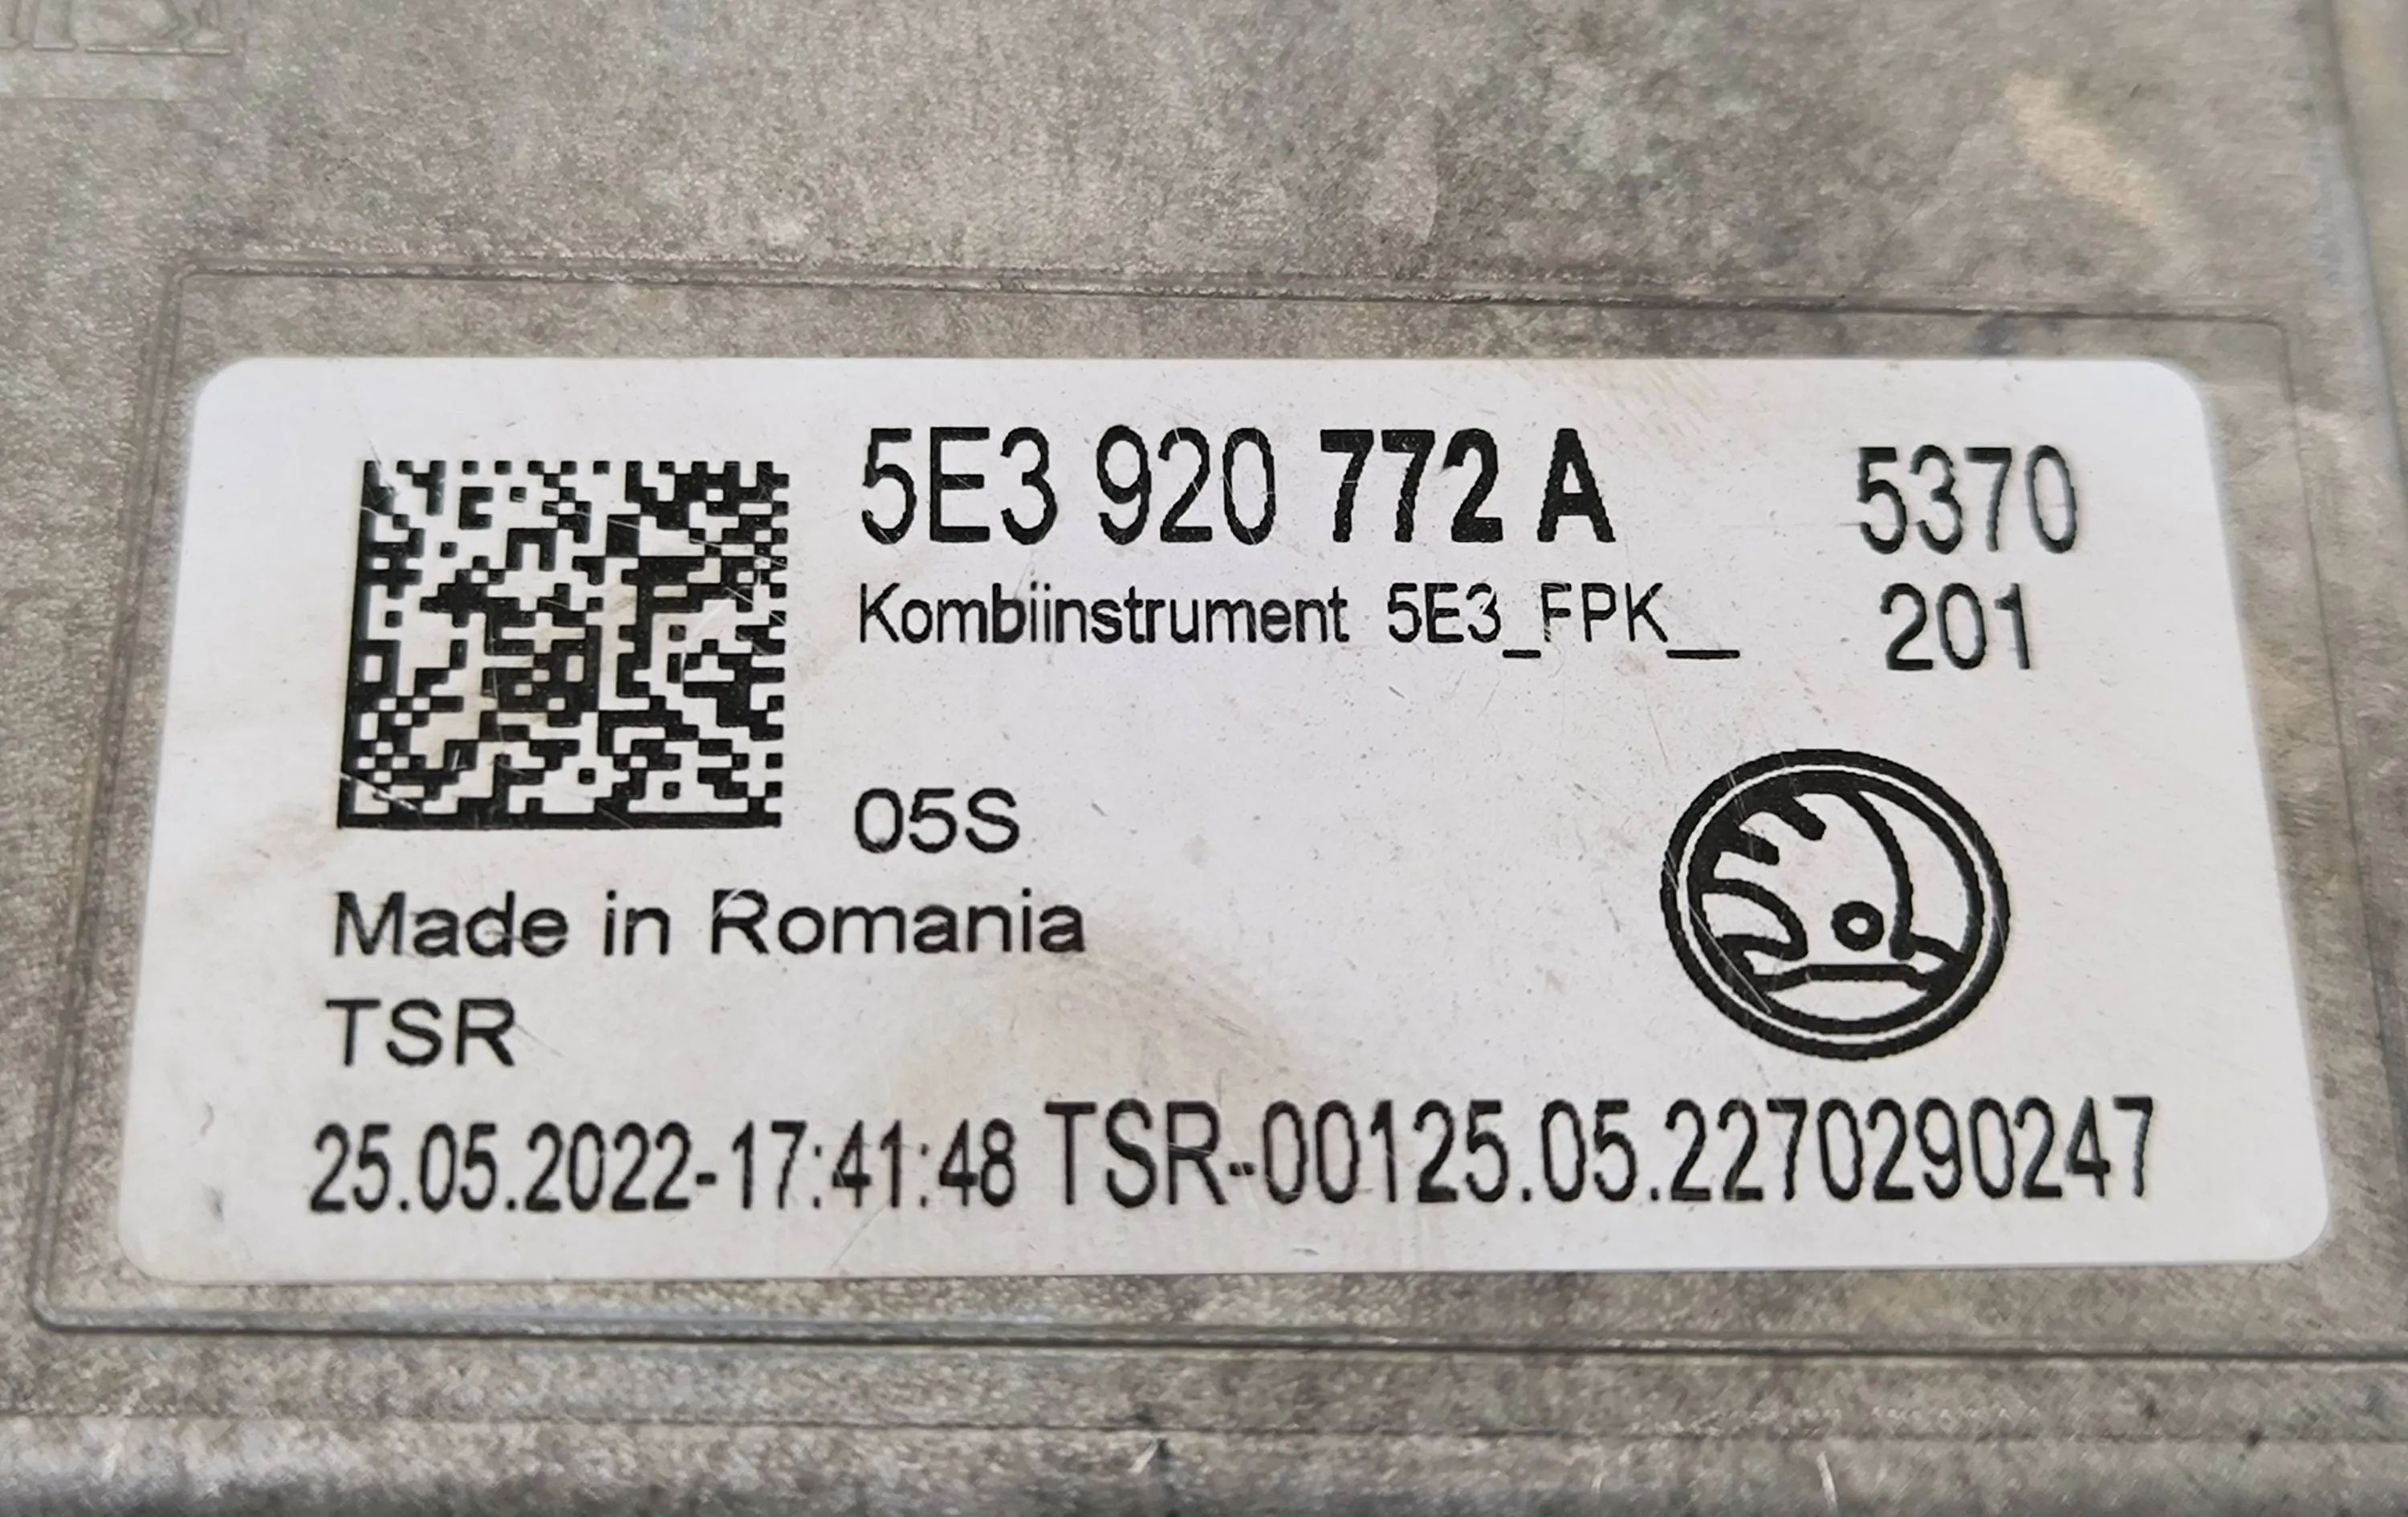 5E3 920 772 A 5370
Kombiinstrument 5E3_FPK__ 201
05S
Made in Romania
TSR
25.05.2022-17:41:48 TSR-00125.05.2270290247